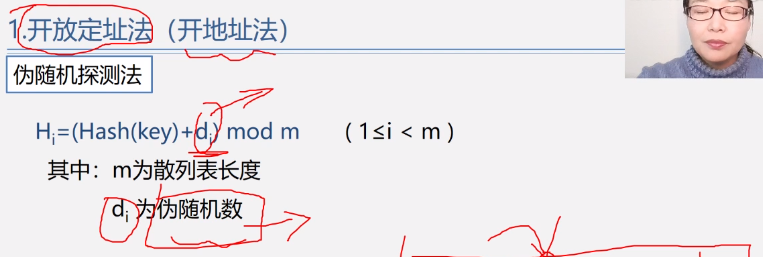 1.开放定址法（开地址法）
伪随机探测法
Hᵢ=(Hash(key)+dᵢ) mod m （1≤i < m）
其中：m为散列表长度
dᵢ 为伪随机数